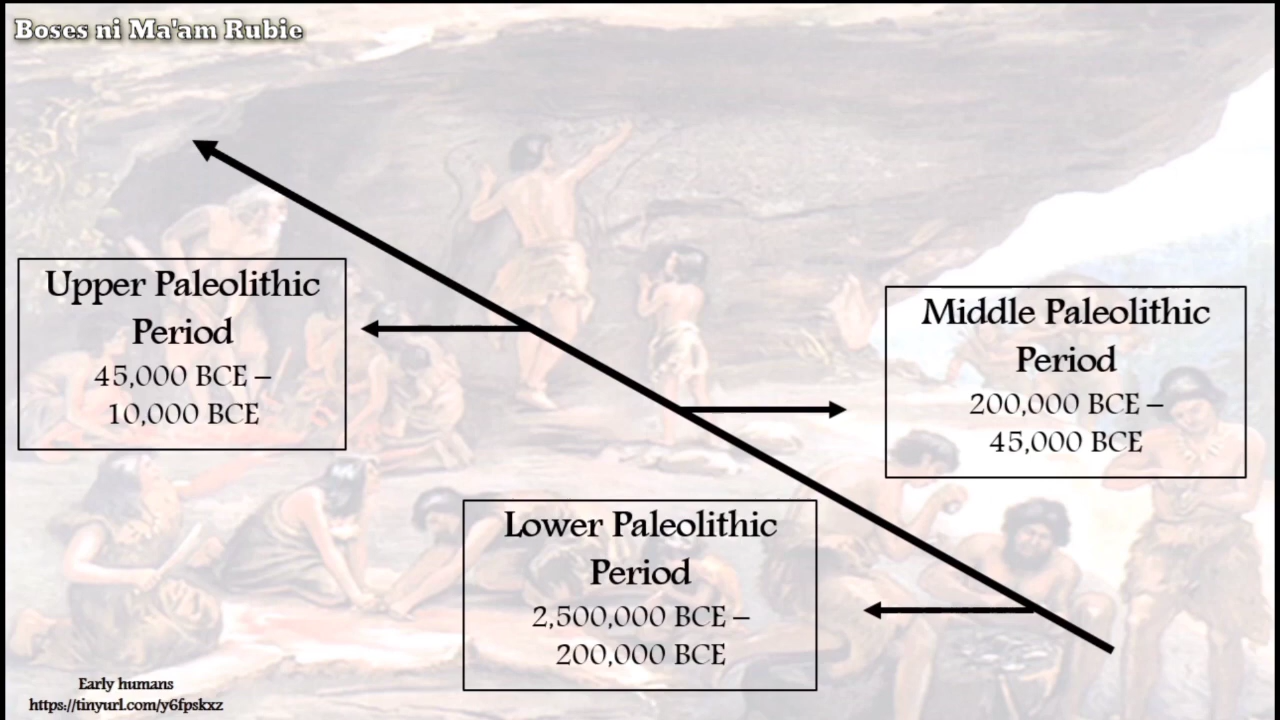 Boses ni Ma'am Rubie
Upper Paleolithic
Period
45,000 BCE –
10,000 BCE
Middle Paleolithic
Period
200,000 BCE –
45,000 BCE
Lower Paleolithic
Period
2,500,000 BCE –
200,000 BCE
Early humans
https://tinyurl.com/y6fpskxz